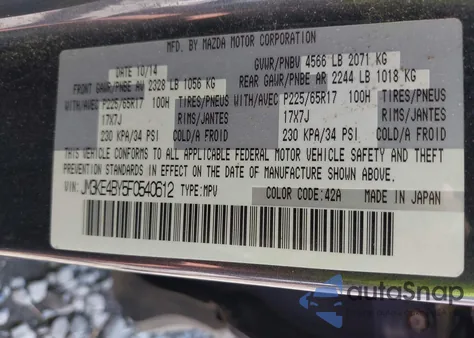 MFD. BY MAZDA MOTOR CORPORATION
DATE 10/14 GVWR/PNBV 4566 LB 2071 KG
FRONT GAWR/PNBE AV 2328 LB 1056 KG REAR GAWR/PNBE AR 2244 LB 1018 KG
WITH/AVEC P225/65R17 100H TIRES/PNEUS WITH/AVEC P225/65R17 100H TIRES/PNEUS
17X7J RIMS/JANTES 17X7J RIMS/JANTES
230 KPA/34 PSI COLD/A FROID 230 KPA/34 PSI COLD/A FROID
THIS VEHICLE CONFORMS TO ALL APPLICABLE FEDERAL MOTOR VEHICLE SAFETY
STANDARDS IN EFFECT ON THE DATE OF MANUFACTURE SHOWN ABOVE.
VIN: JM3KE4BY5F0540612 TYPE: MPV COLOR CODE: 42A MADE IN JAPAN
autoSnap